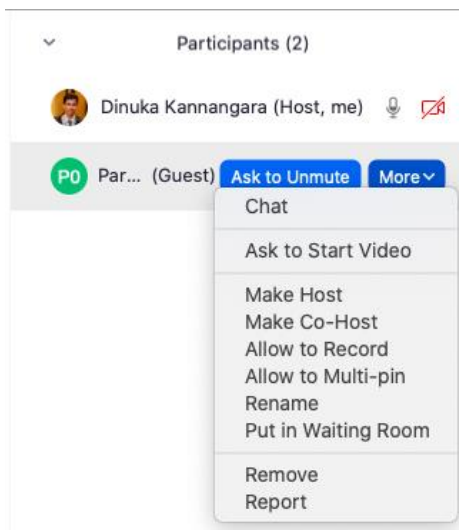 Participants (2)
Dinuka Kannangara (Host, me)
P0 Par... (Guest) Ask to Unmute More
Chat
Ask to Start Video
Make Host
Make Co-Host
Allow to Record
Allow to Multi-pin
Rename
Put in Waiting Room
Remove
Report